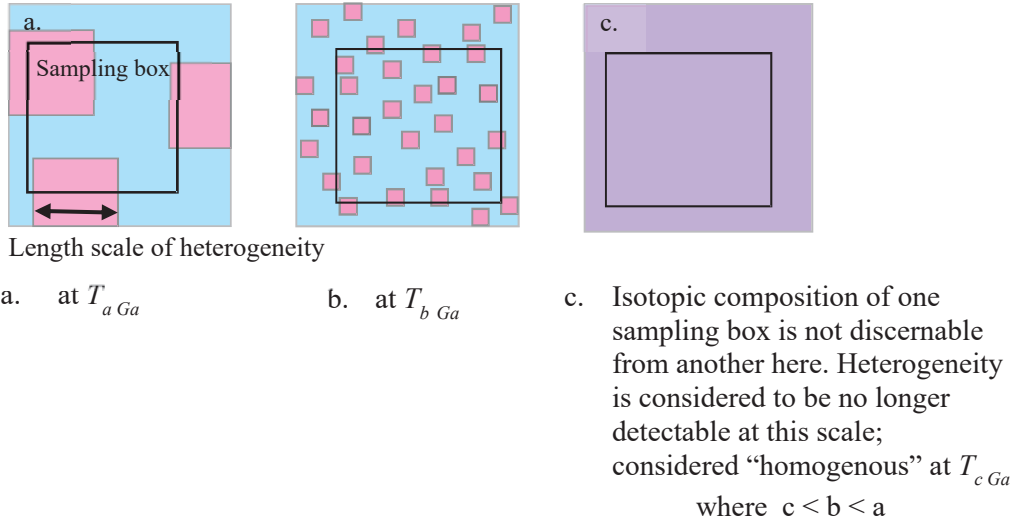 a.
Sampling box
c.
Length scale of heterogeneity
a. at T a Ga
b. at T b Ga
c. Isotopic composition of one
sampling box is not discernable
from another here. Heterogeneity
is considered to be no longer
detectable at this scale;
considered “homogenous” at T c Ga
where c < b < a